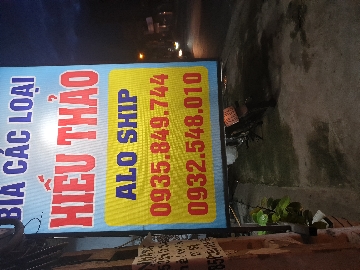 BIA CÁC LOẠI
HIẾU THẢO
ALO SHIP
0935.849.744
0932.548.010